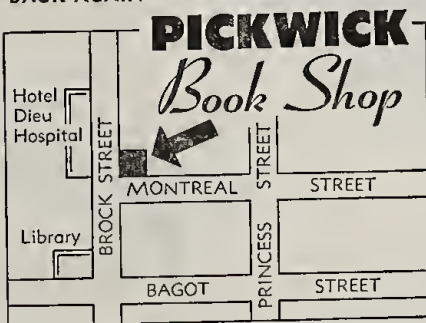 BACK AGAIN
PICKWICK
Book Shop
Hotel
Dieu
Hospital
BROCK STREET
MONTREAL STREET
PRINCESS STREET
Library
BAGOT STREET